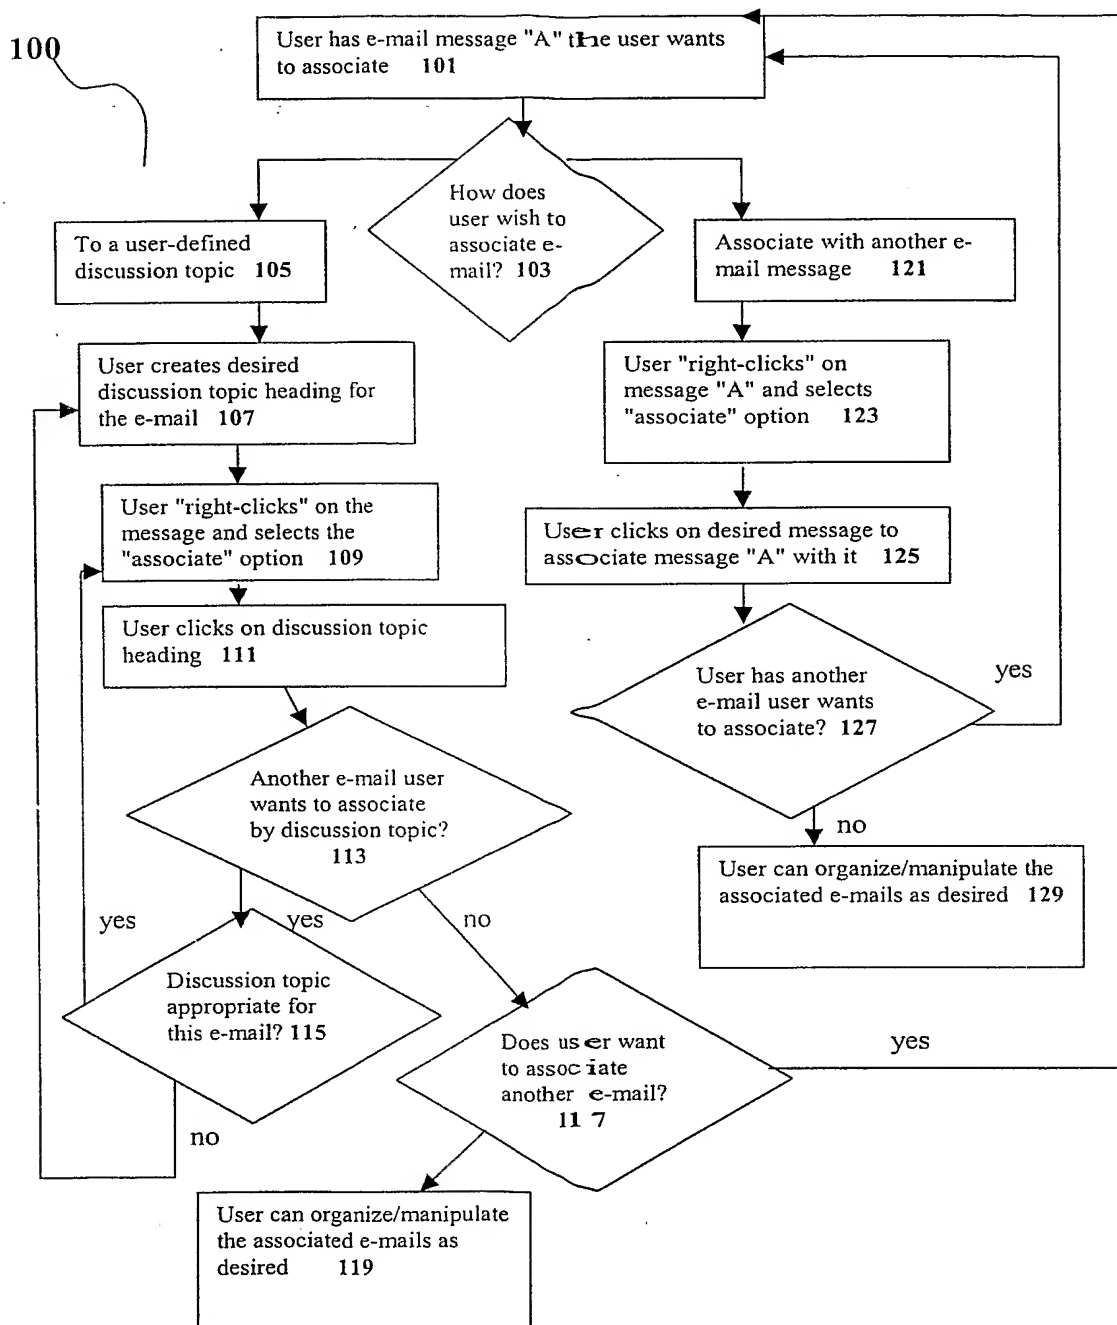 100
User has e-mail message "A" the user wants
to associate 101
How does
user wish to
associate e-
mail? 103
To a user-defined
discussion topic 105
Associate with another e-
mail message 121
User creates desired
discussion topic heading for
the e-mail 107
User "right-clicks" on
message "A" and selects
"associate" option 123
User "right-clicks" on the
message and selects the
"associate" option 109
User clicks on desired message to
associate message "A" with it 125
User clicks on discussion topic
heading 111
User has another
e-mail user wants
to associate? 127
yes
no
Another e-mail user
wants to associate
by discussion topic?
113
User can organize/manipulate the
associated e-mails as desired 129
yes
yes
no
Discussion topic
appropriate for
this e-mail? 115
no
Does user want
to associate
another e-mail?
117
yes
User can organize/manipulate
the associated e-mails as
desired 119